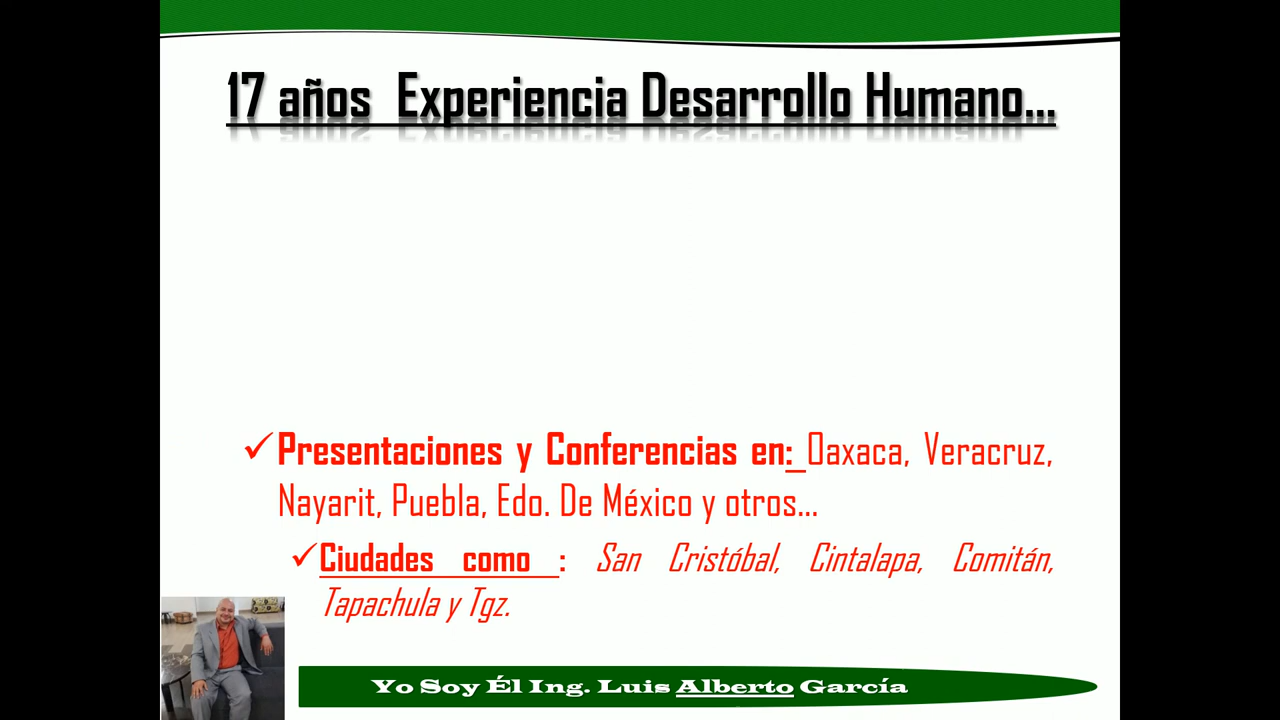 17 años  Experiencia Desarrollo Humano...
Presentaciones y Conferencias en: Oaxaca, Veracruz,
Nayarit, Puebla, Edo. De México y otros...
Ciudades como : San Cristóbal, Cintalapa, Comitán,
Tapachula y Tgz.
Yo Soy Él Ing. Luis Alberto García